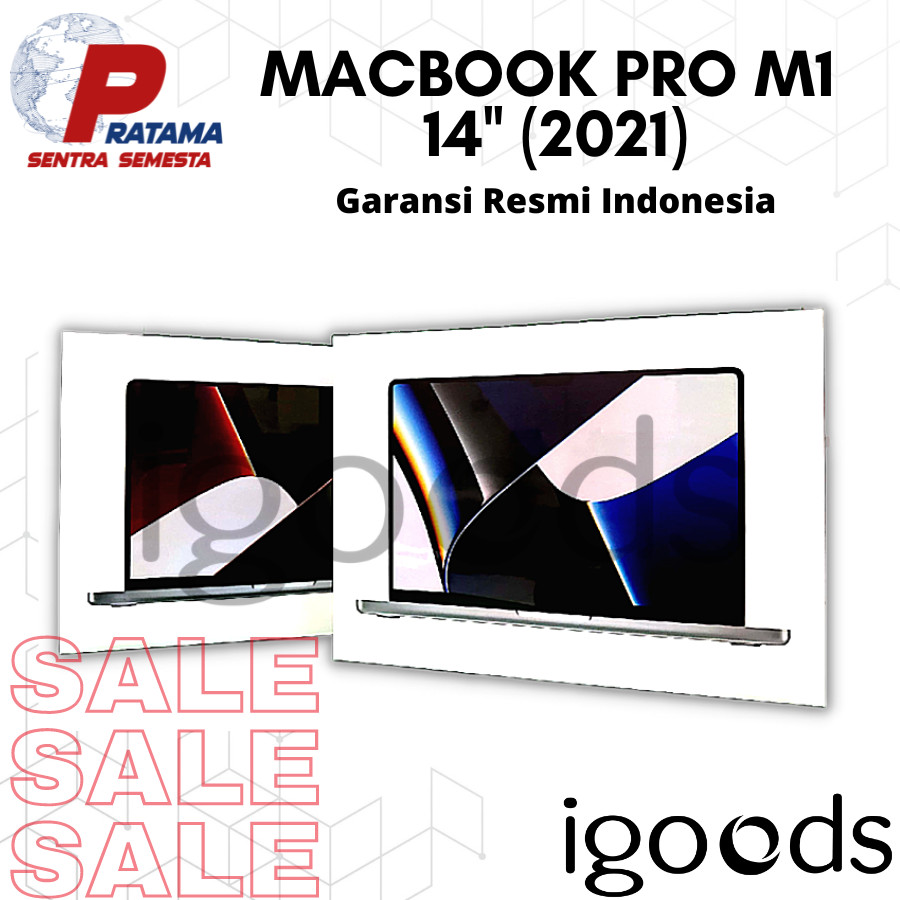 PRATAMA
SENTRA SEMESTA
MACBOOK PRO M1
14" (2021)
Garansi Resmi Indonesia
igoods
SALE
SALE
SALE
igoods